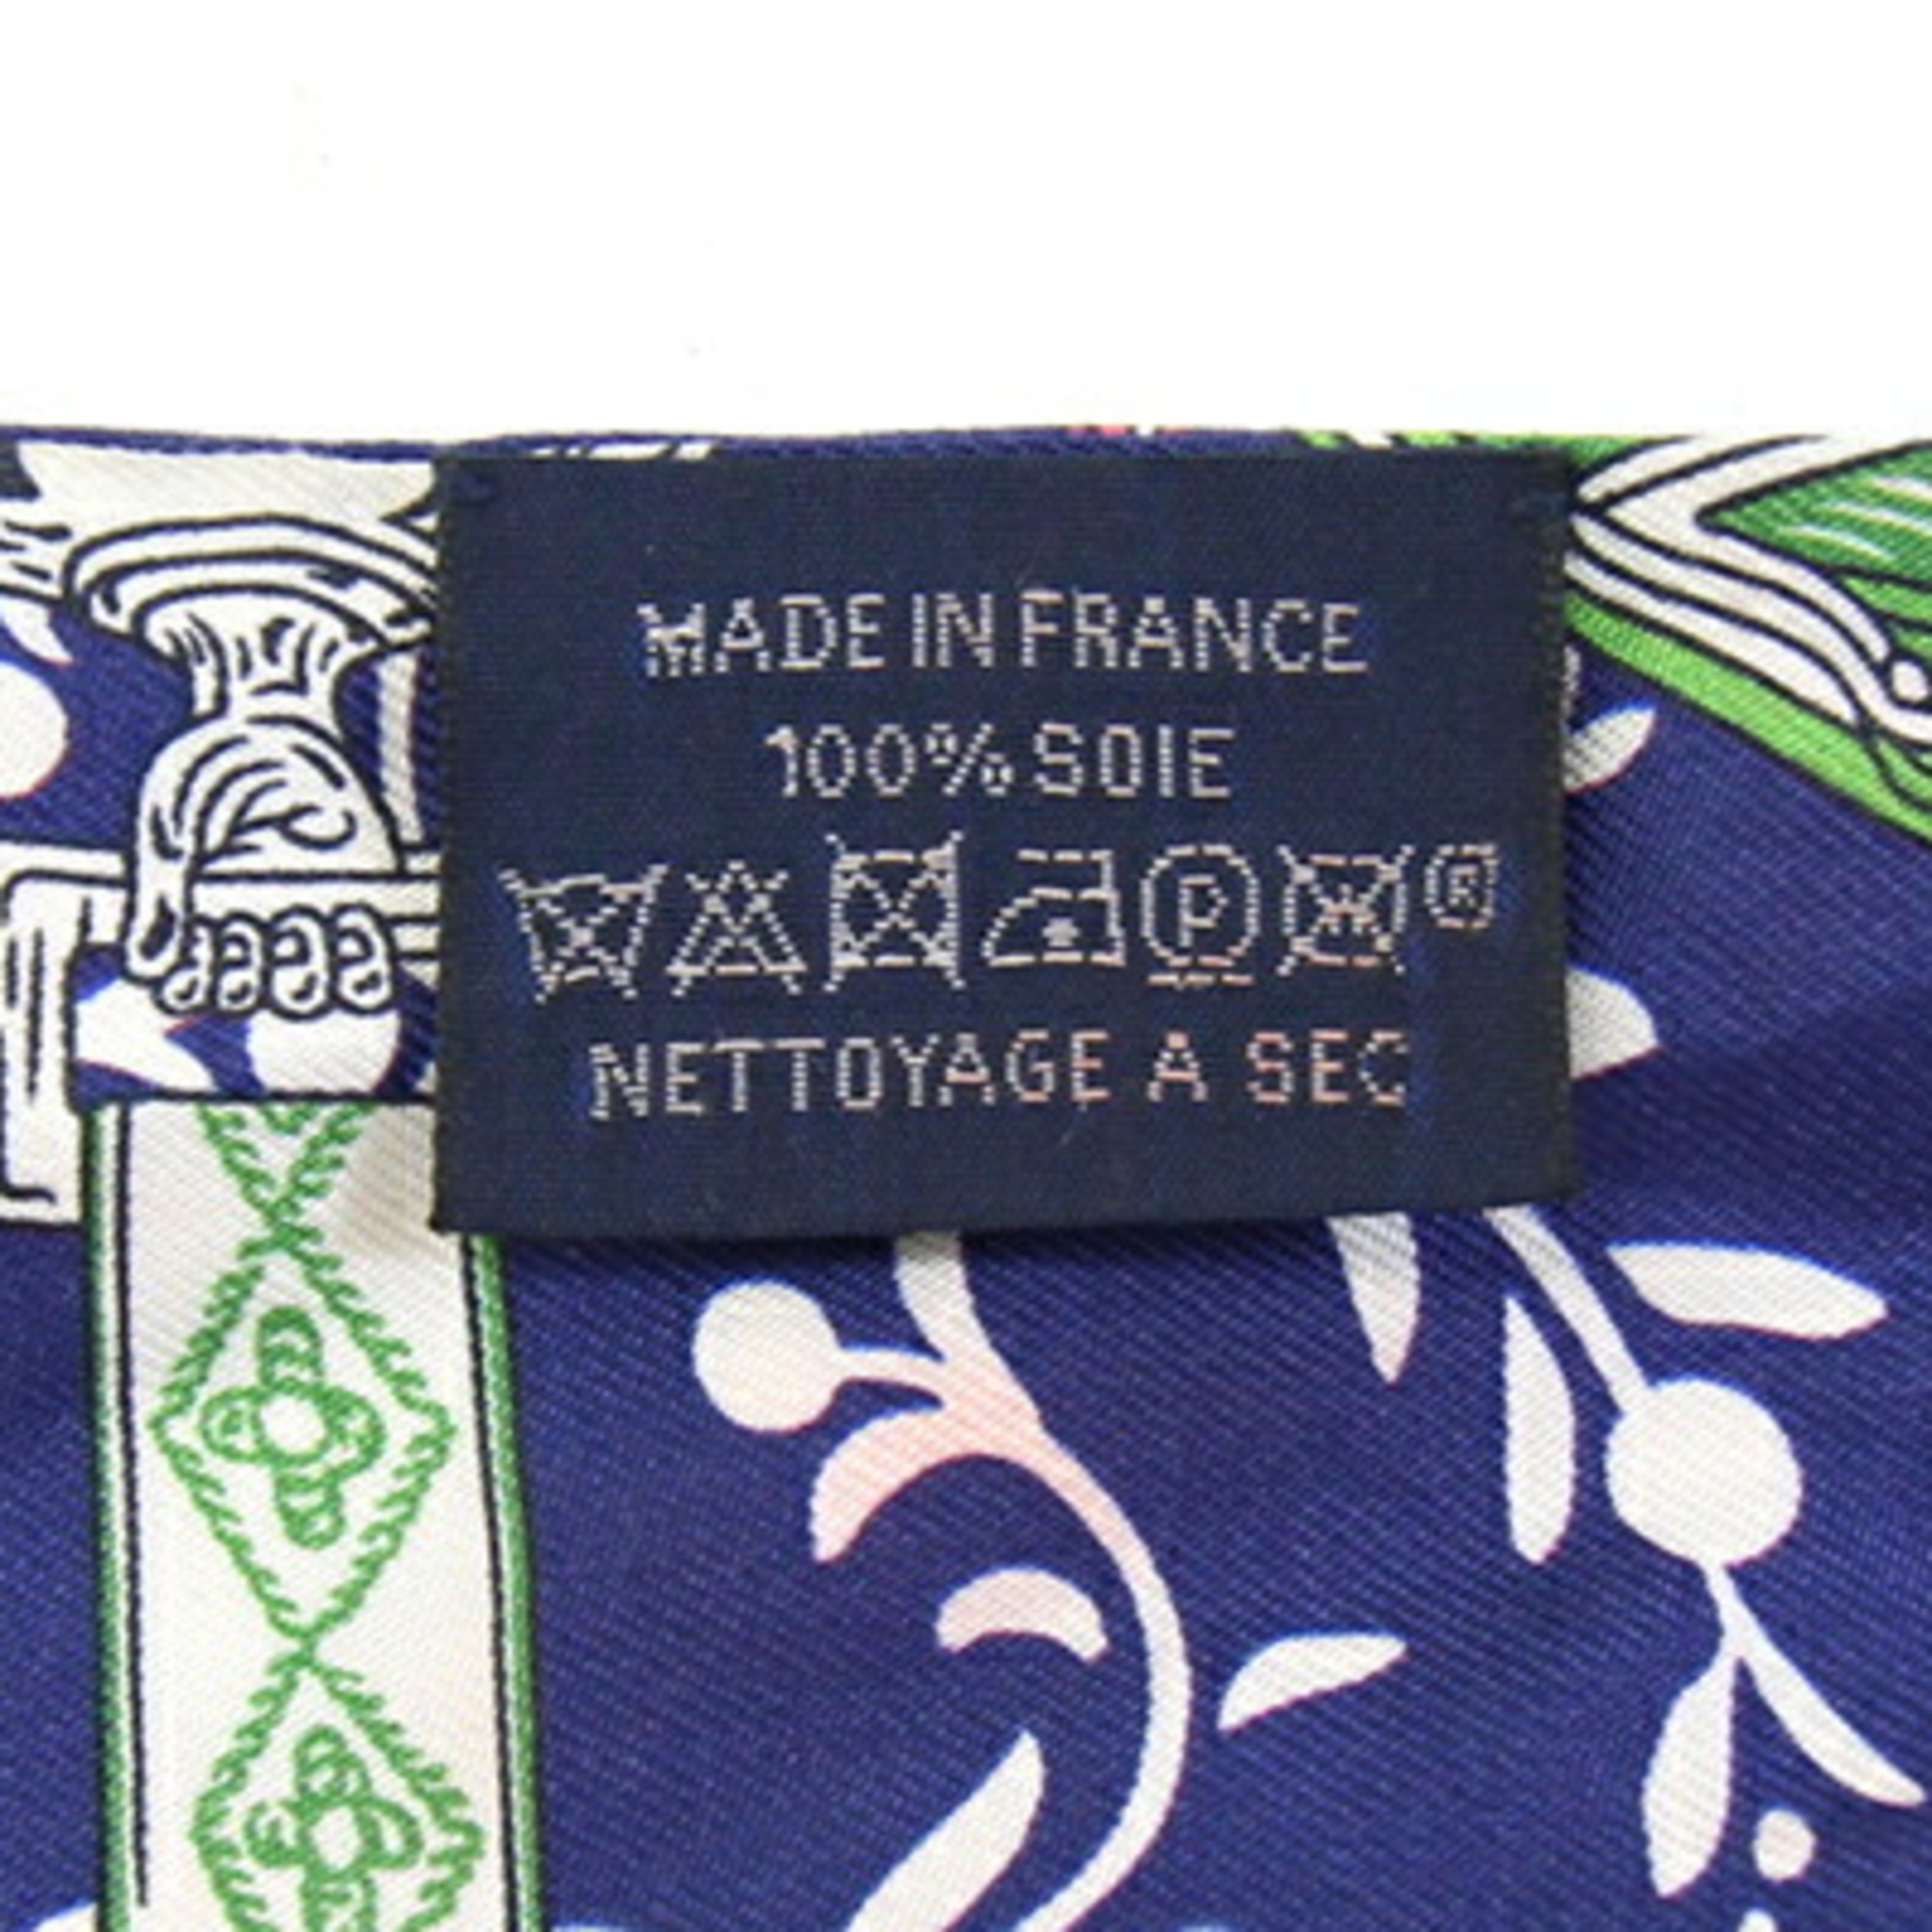 MADE IN FRANCE
100% SOIE
P W ®
NETTOYAGE A SEC